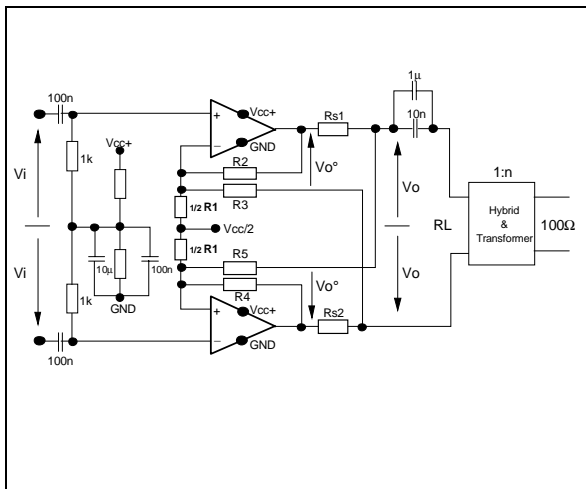 1µ
100n
Vcc+
Rs1
10n
+
GND
Vcc+
−
1k
R2
Vo°
Vo
1:n
Vi
R3
1/2 R1
Hybrid
&
Transformer
Vcc/2
RL
100Ω
1/2 R1
R5
Vi
10µ
100n
Vo°
Vo
R4
1k
GND
+
Vcc+
Rs2
−
GND
100n